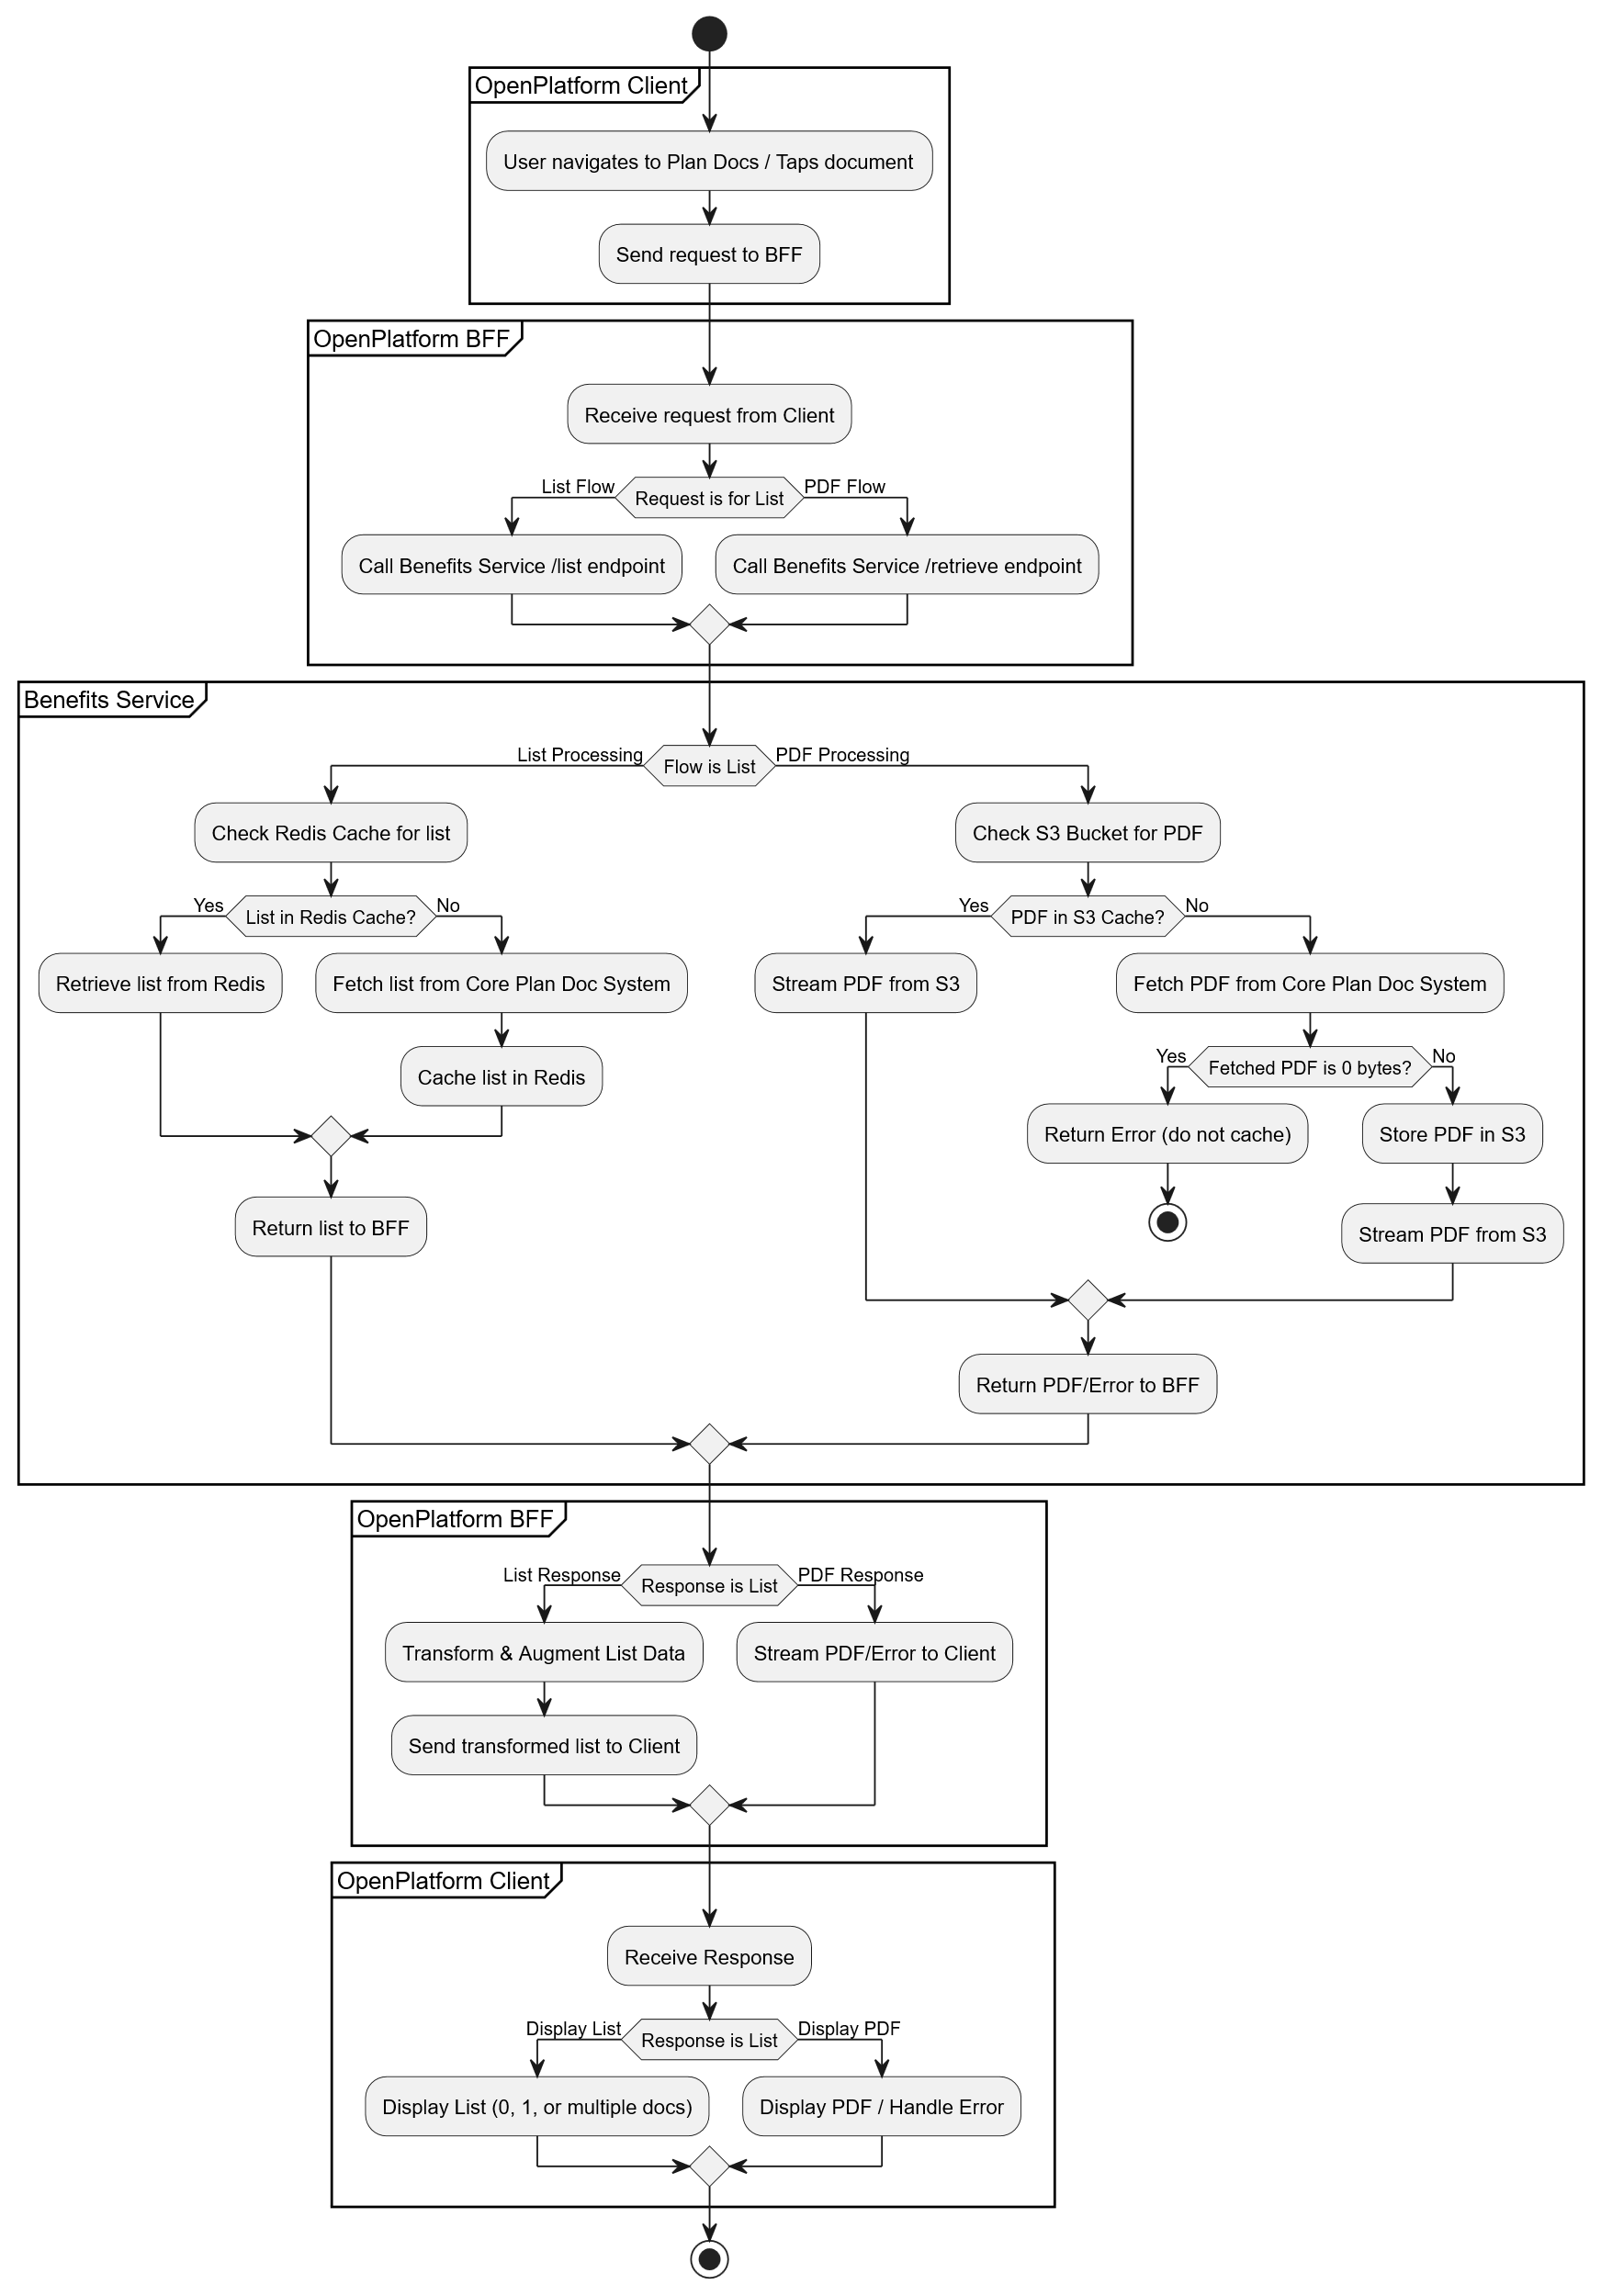 OpenPlatform Client
User navigates to Plan Docs / Taps document
Send request to BFF
OpenPlatform BFF
Receive request from Client
List Flow
Request is for List
PDF Flow
Call Benefits Service /list endpoint
Call Benefits Service /retrieve endpoint
Benefits Service
List Processing
Flow is List
PDF Processing
Check Redis Cache for list
Check S3 Bucket for PDF
Yes
List in Redis Cache?
No
Yes
PDF in S3 Cache?
No
Retrieve list from Redis
Fetch list from Core Plan Doc System
Stream PDF from S3
Fetch PDF from Core Plan Doc System
Cache list in Redis
Yes
Fetched PDF is 0 bytes?
No
Return Error (do not cache)
Store PDF in S3
Return list to BFF
Stream PDF from S3
Return PDF/Error to BFF
OpenPlatform BFF
List Response
Response is List
PDF Response
Transform & Augment List Data
Stream PDF/Error to Client
Send transformed list to Client
OpenPlatform Client
Receive Response
Display List
Response is List
Display PDF
Display List (0, 1, or multiple docs)
Display PDF / Handle Error